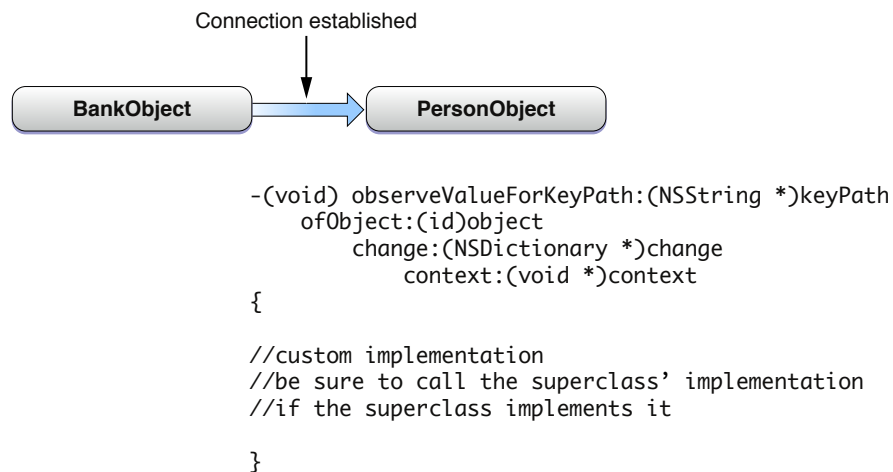 Connection established
BankObject
PersonObject
-(void) observeValueForKeyPath:(NSString *)keyPath
ofObject:(id)object
change:(NSDictionary *)change
context:(void *)context
{
//custom implementation
//be sure to call the superclass’ implementation
//if the superclass implements it
}